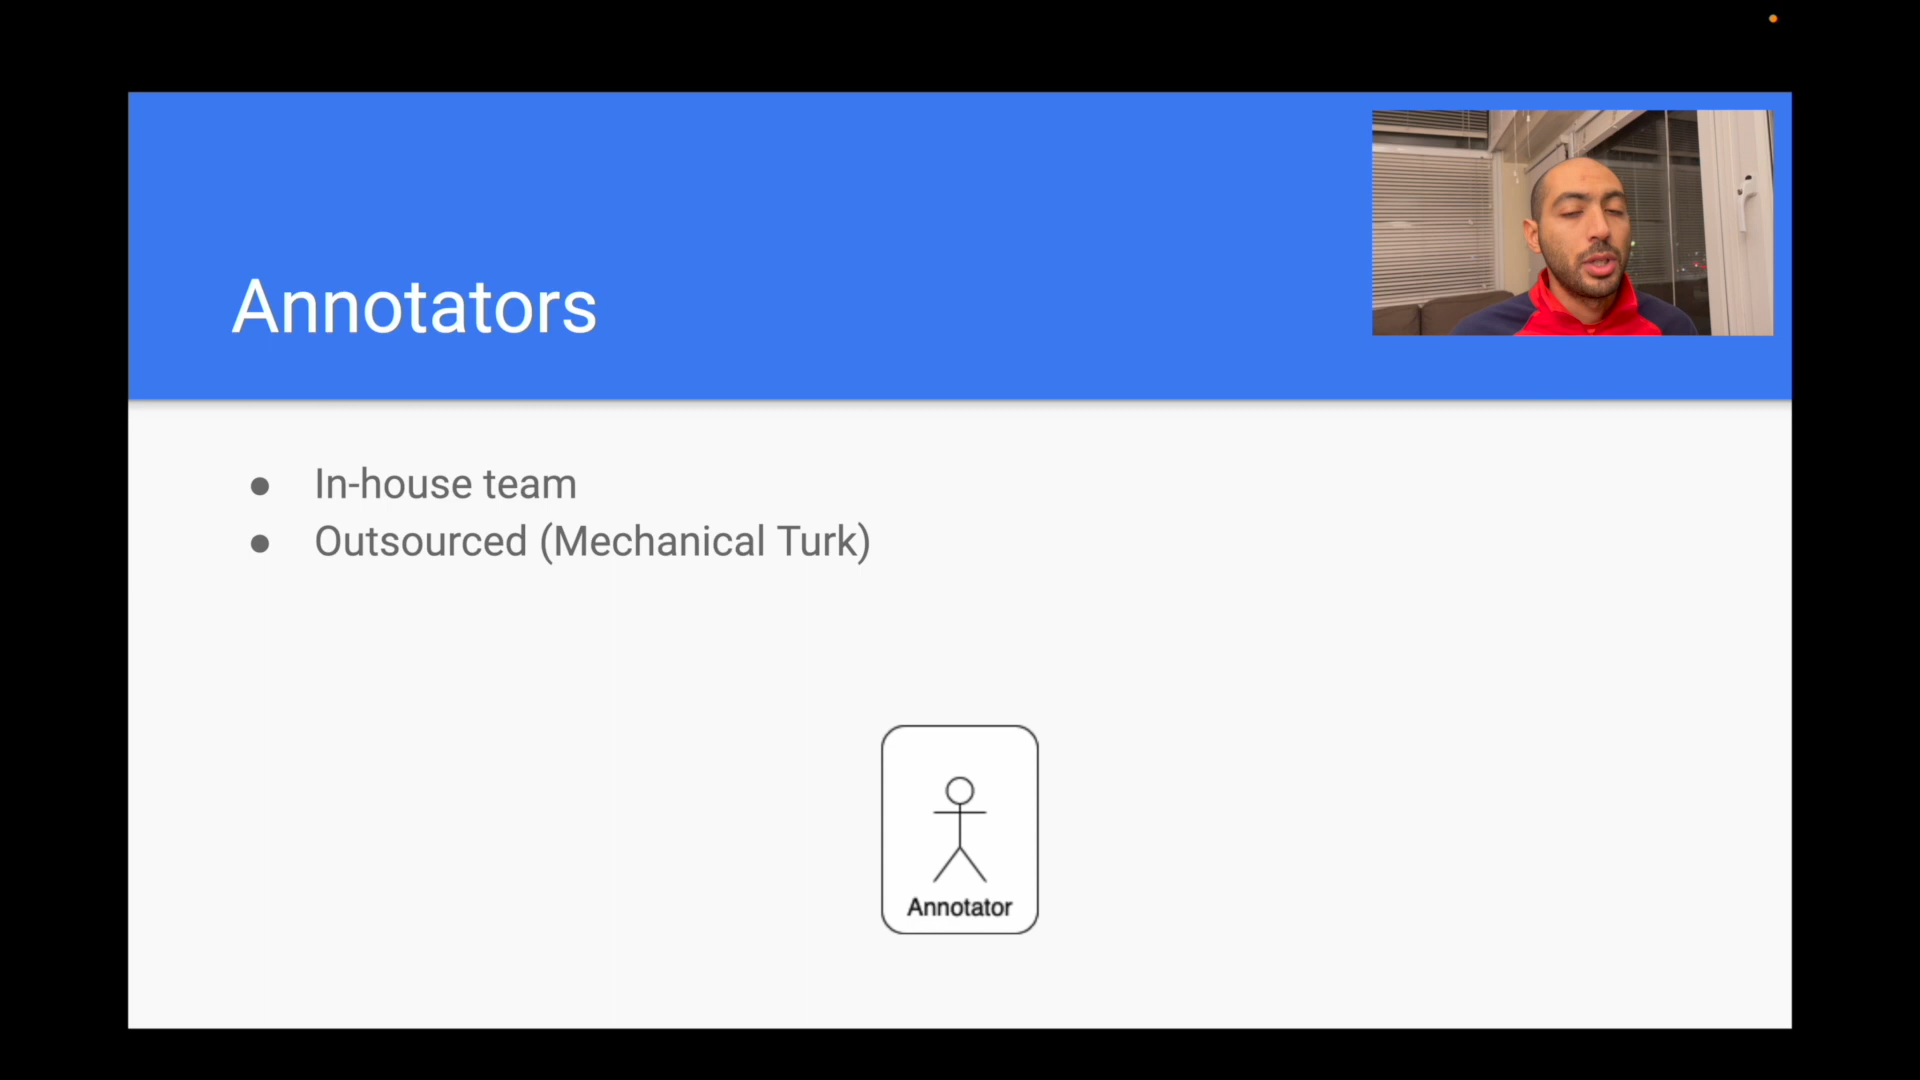 Annotators
● In-house team
● Outsourced (Mechanical Turk)
Annotator